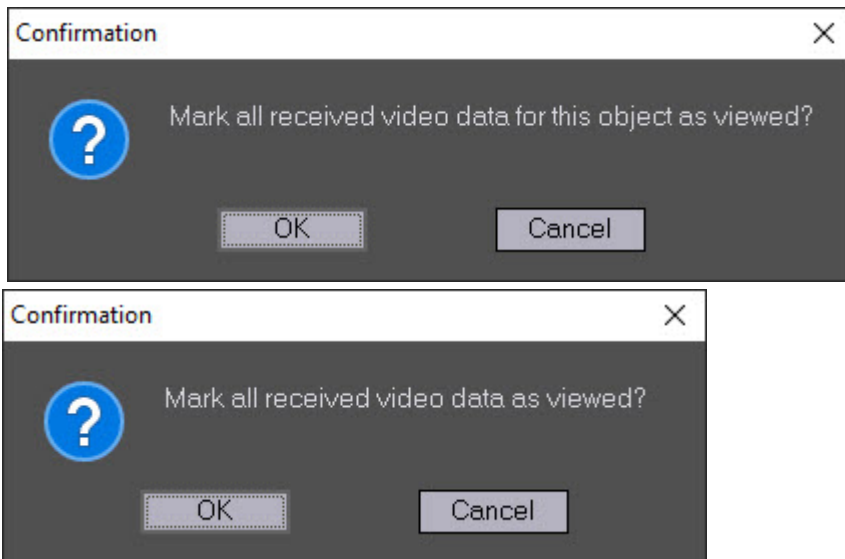 Confirmation
Mark all received video data for this object as viewed?
OK
Cancel
Confirmation
Mark all received video data as viewed?
OK
Cancel